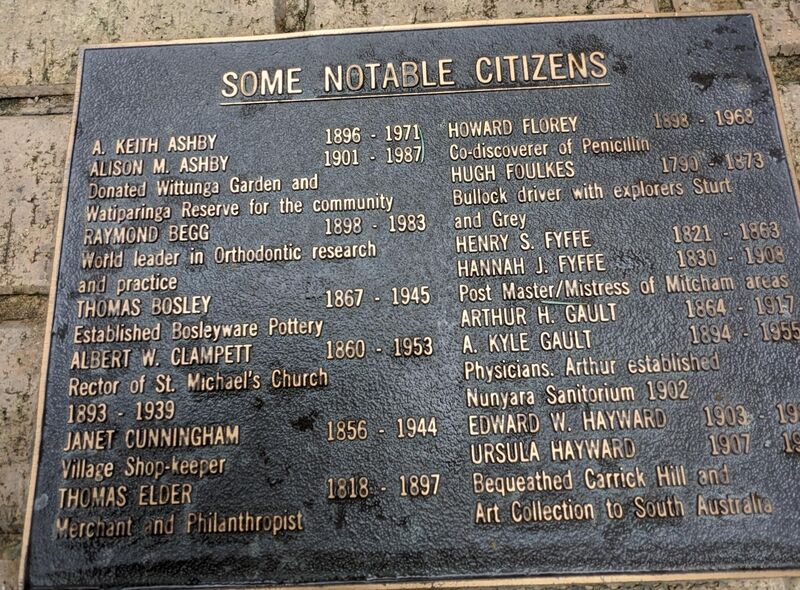 SOME NOTABLE CITIZENS
A. KEITH ASHBY 1896 - 1971
ALISON M. ASHBY 1901 - 1987
Donated Wittunga Garden and
Watiparinga Reserve for the community
RAYMOND BEGG 1898 - 1983
World leader in Orthodontic research
and practice
THOMAS BOSLEY 1867 - 1945
Established Bosleyware Pottery
ALBERT W. CLAMPETT 1860 - 1953
Rector of St. Michael's Church
1893 - 1939
JANET CUNNINGHAM 1856 - 1944
Village Shop-keeper
THOMAS ELDER 1818 - 1897
Merchant and Philanthropist
HOWARD FLOREY 1898 - 1968
Co-discoverer of Penicillin
HUGH FOULKES 1790 - 1873
Bullock driver with explorers Sturt
and Grey
HENRY S. FYFFE 1821 - 1863
HANNAH J. FYFFE 1830 - 1908
Post Master/Mistress of Mitcham areas
ARTHUR H. GAULT 1864 - 1917
A. KYLE GAULT 1894 - 1955
Physicians. Arthur established
Nunyara Sanitorium 1902
EDWARD W. HAYWARD 1903 -
URSULA HAYWARD 1907
Bequeathed Carrick Hill and
Art Collection to South Australia